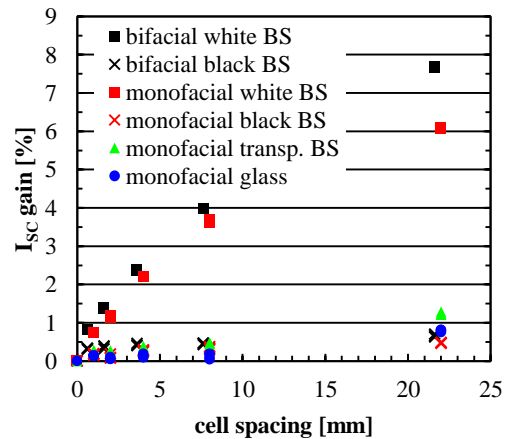 9
8
7
6
5
4
3
2
1
0
I_SC gain [%]
bifacial white BS
bifacial black BS
monofacial white BS
monofacial black BS
monofacial transp. BS
monofacial glass
0 5 10 15 20 25
cell spacing [mm]